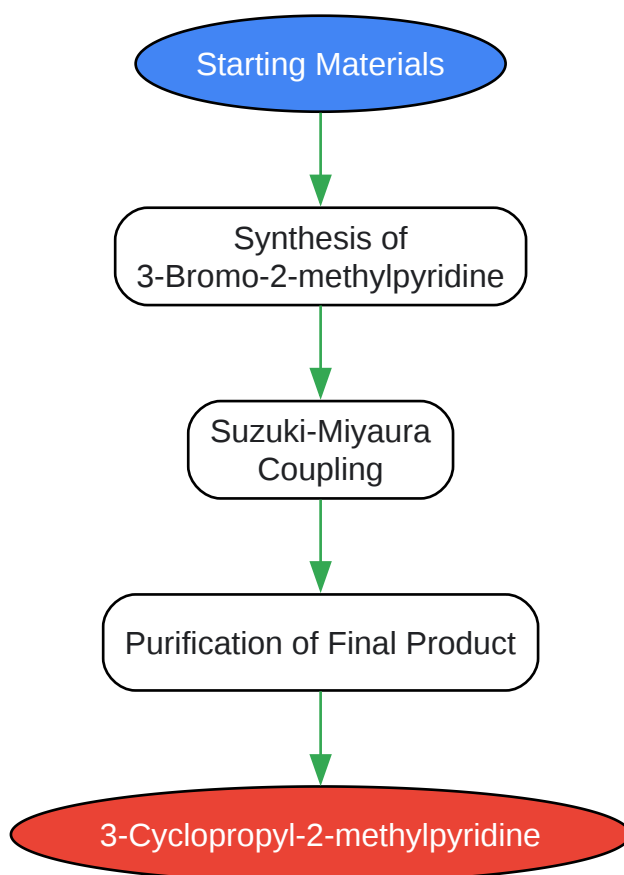 Starting Materials
Synthesis of
3-Bromo-2-methylpyridine
Suzuki-Miyaura
Coupling
Purification of Final Product
3-Cyclopropyl-2-methylpyridine